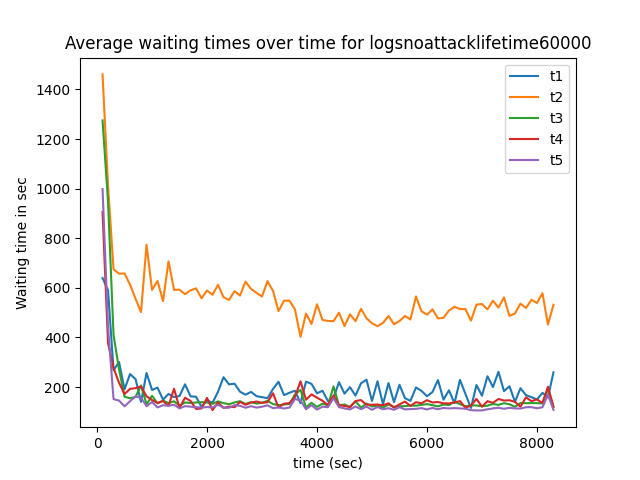 Average waiting times over time for logsnoattacklifetime60000
t1
t2
t3
t4
t5
Waiting time in sec
1400
1200
1000
800
600
400
200
0
2000
4000
6000
8000
time (sec)